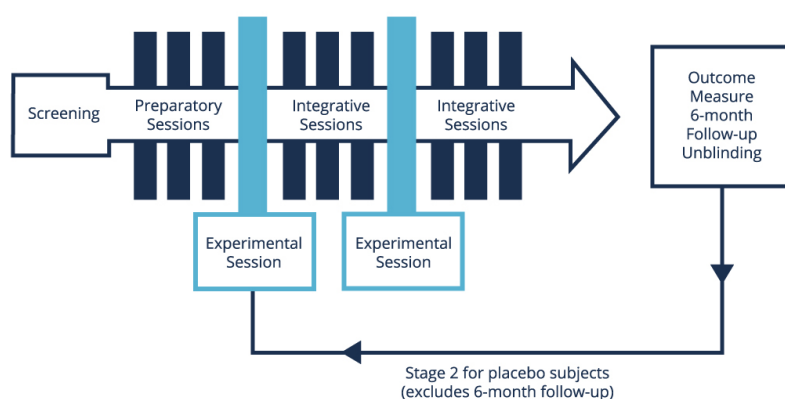 Screening
Preparatory
Sessions
Integrative
Sessions
Integrative
Sessions
Outcome
Measure
6-month
Follow-up
Unblinding
Experimental
Session
Experimental
Session
Stage 2 for placebo subjects
(excludes 6-month follow-up)